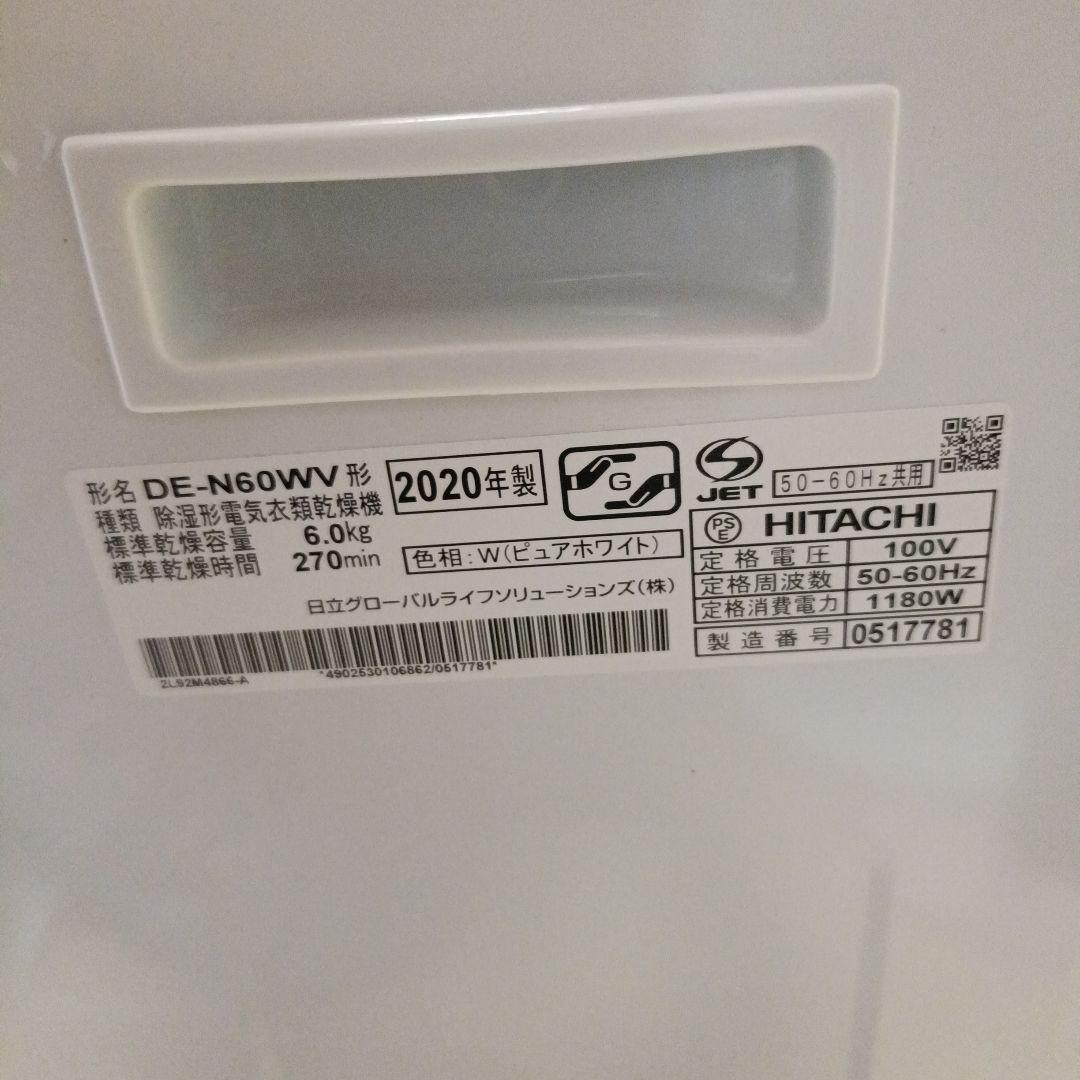 形名 DE-N60WV 形
2020年製
種類 除湿形電気衣類乾燥機
標準乾燥容量 6.0kg
標準乾燥時間 270min
色相:W(ピュアホワイト)
日立グローバルライフソリューションズ(株)
2L92M4866-A
*4902530106862/0517781*
G
JET
50-60Hz共用
PS
E
HITACHI
定格電圧 100V
定格周波数 50-60Hz
定格消費電力 1180W
製造番号 0517781